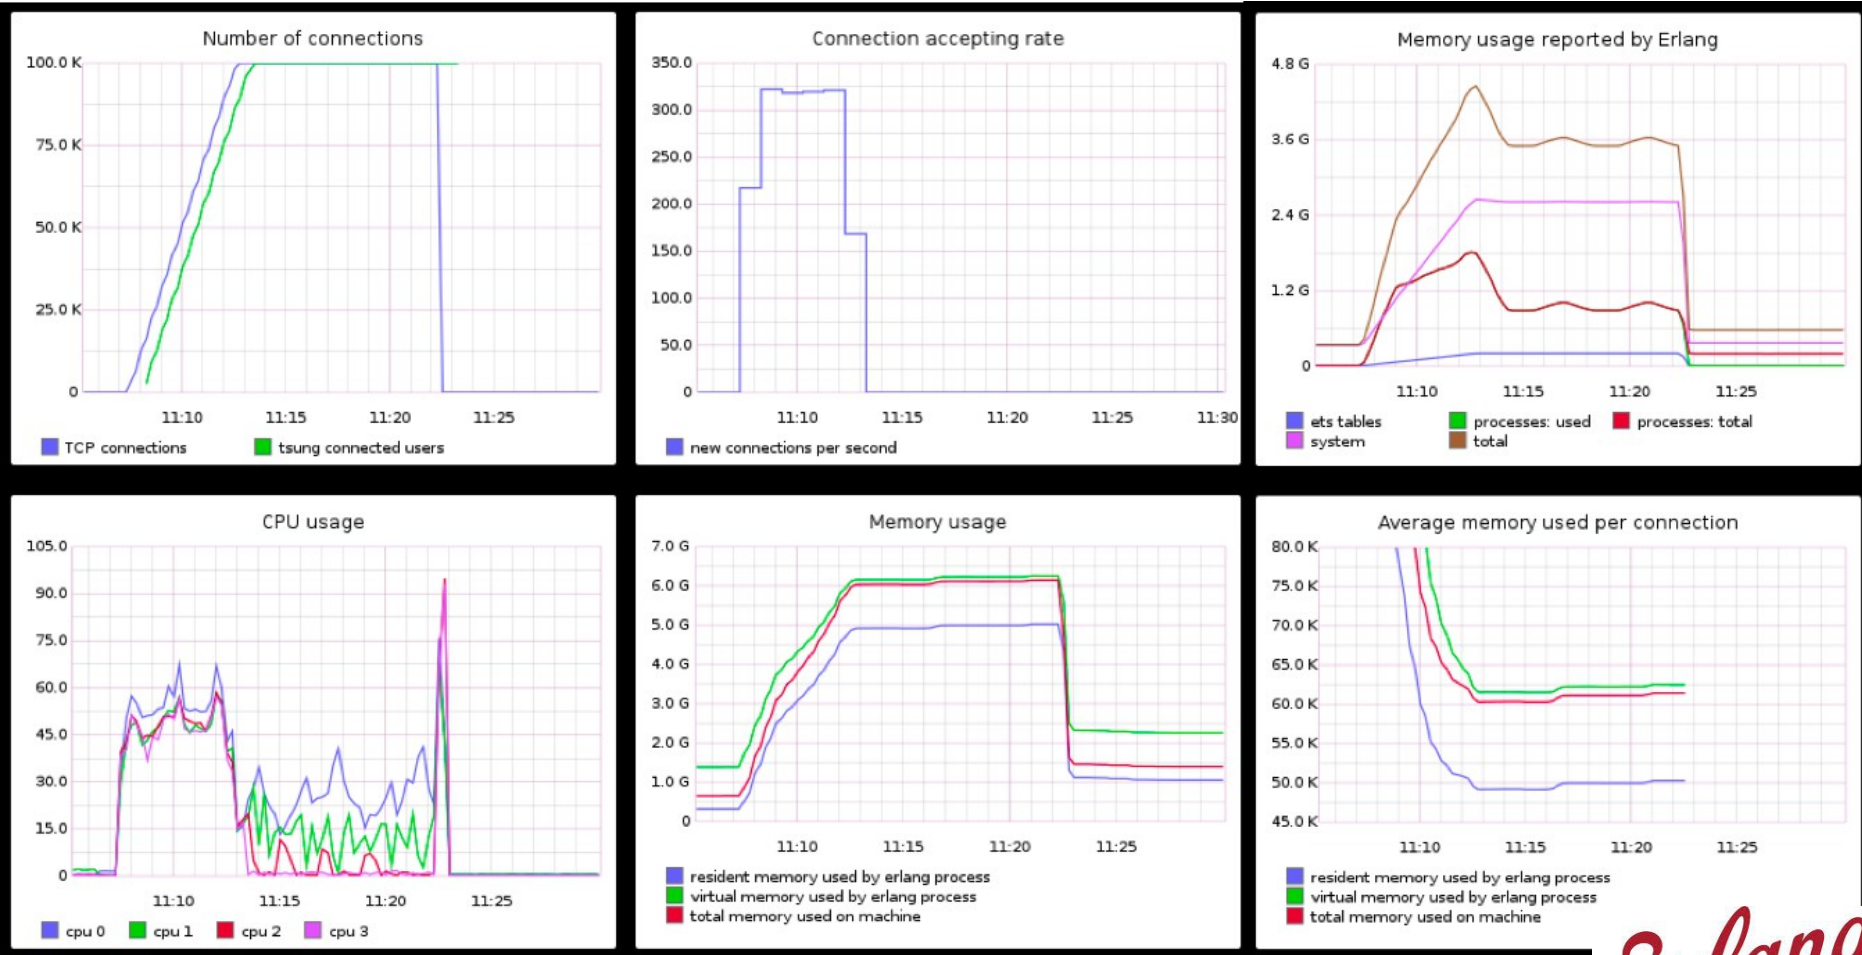 Number of connections
100.0 K
75.0 K
50.0 K
25.0 K
0
11:10 11:15 11:20 11:25
TCP connections tsung connected users
Connection accepting rate
350.0
300.0
250.0
200.0
150.0
100.0
50.0
0
11:10 11:15 11:20 11:25 11:30
new connections per second
Memory usage reported by Erlang
4.8 G
3.6 G
2.4 G
1.2 G
0
11:10 11:15 11:20 11:25
ets tables processes: used processes: total
system total
CPU usage
105.0
90.0
75.0
60.0
45.0
30.0
15.0
0
11:10 11:15 11:20 11:25
cpu 0 cpu 1 cpu 2 cpu 3
Memory usage
7.0 G
6.0 G
5.0 G
4.0 G
3.0 G
2.0 G
1.0 G
0
11:10 11:15 11:20 11:25
resident memory used by erlang process
virtual memory used by erlang process
total memory used on machine
Average memory used per connection
80.0 K
75.0 K
70.0 K
65.0 K
60.0 K
55.0 K
50.0 K
45.0 K
11:10 11:15 11:20 11:25
resident memory used by erlang process
virtual memory used by erlang process
total memory used on machine